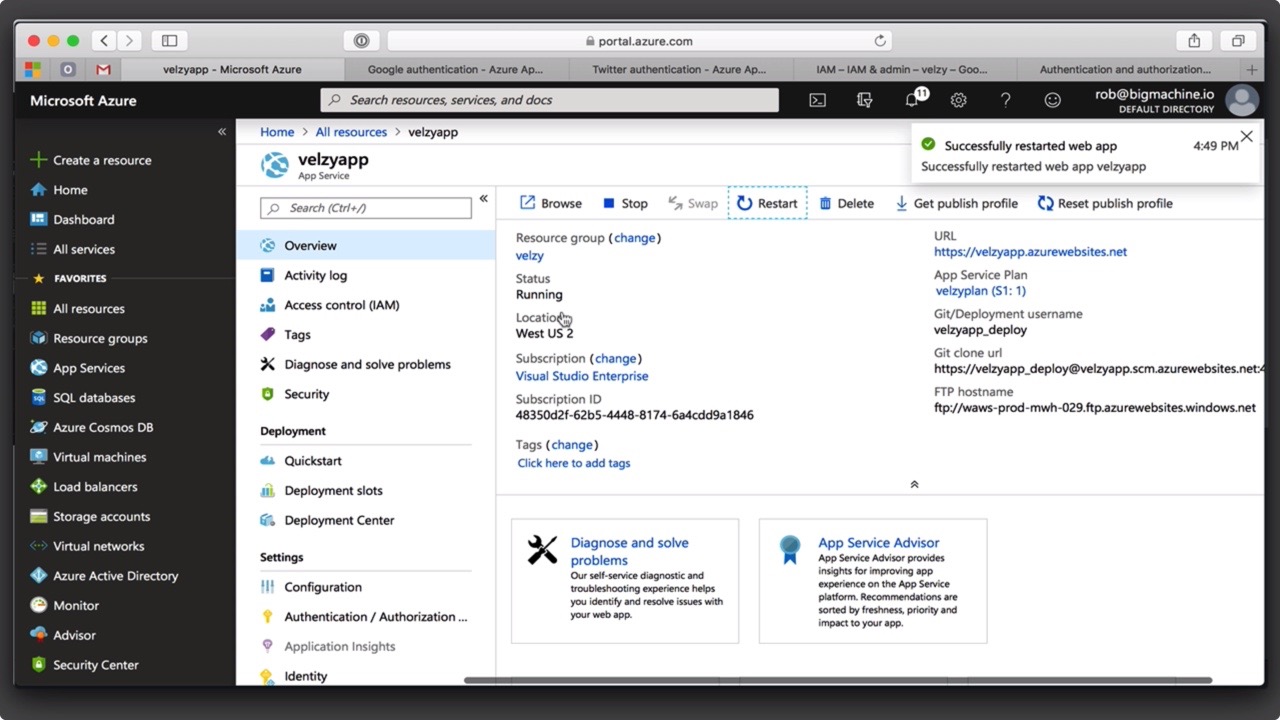 portal.azure.com
velzyapp - Microsoft Azure
Google authentication - Azure Ap...
Twitter authentication - Azure Ap...
IAM – IAM & admin – velzy – Goo...
Authentication and authorization...
Microsoft Azure
Search resources, services, and docs
11
rob@bigmachine.io
DEFAULT DIRECTORY
Create a resource
Home
Dashboard
All services
FAVORITES
All resources
Resource groups
App Services
SQL databases
Azure Cosmos DB
Virtual machines
Load balancers
Storage accounts
Virtual networks
Azure Active Directory
Monitor
Advisor
Security Center
Home > All resources > velzyapp
velzyapp
App Service
Search (Ctrl+/)
Overview
Activity log
Access control (IAM)
Tags
Diagnose and solve problems
Security
Deployment
Quickstart
Deployment slots
Deployment Center
Settings
Configuration
Authentication / Authorization ...
Application Insights
Identity
Successfully restarted web app
4:49 PM
Successfully restarted web app velzyapp
Browse
Stop
Swap
Restart
Delete
Get publish profile
Reset publish profile
Resource group (change)
velzy
Status
Running
Location
West US 2
Subscription (change)
Visual Studio Enterprise
Subscription ID
48350d2f-62b5-4448-8174-6a4cdd9a1846
Tags (change)
Click here to add tags
URL
https://velzyapp.azurewebsites.net
App Service Plan
velzyplan (S1: 1)
Git/Deployment username
velzyapp_deploy
Git clone url
https://velzyapp_deploy@velzyapp.scm.azurewebsites.net:4
FTP hostname
ftp://waws-prod-mwh-029.ftp.azurewebsites.windows.net
Diagnose and solve
problems
Our self-service diagnostic and
troubleshooting experience helps
you identify and resolve issues with
your web app.
App Service Advisor
App Service Advisor provides
insights for improving app
experience on the App Service
platform. Recommendations are
sorted by freshness, priority and
impact to your app.